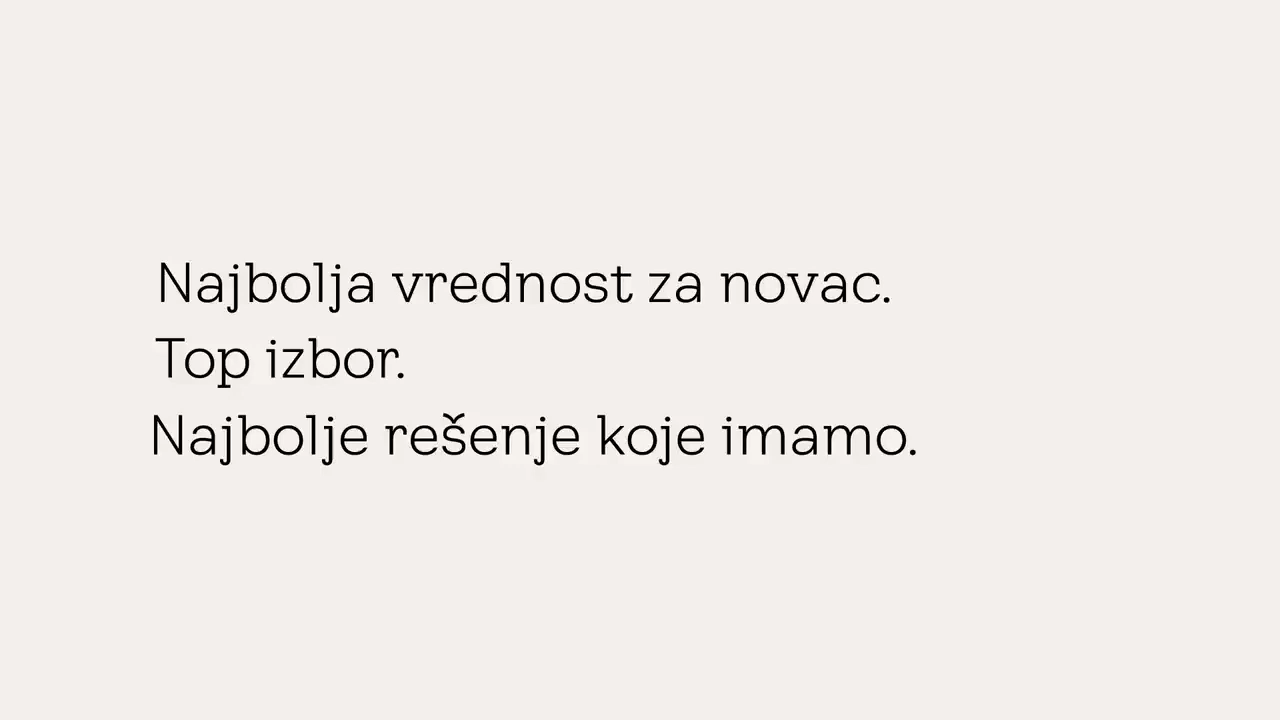 Najbolja vrednost za novac.
Top izbor.
Najbolje rešenje koje imamo.